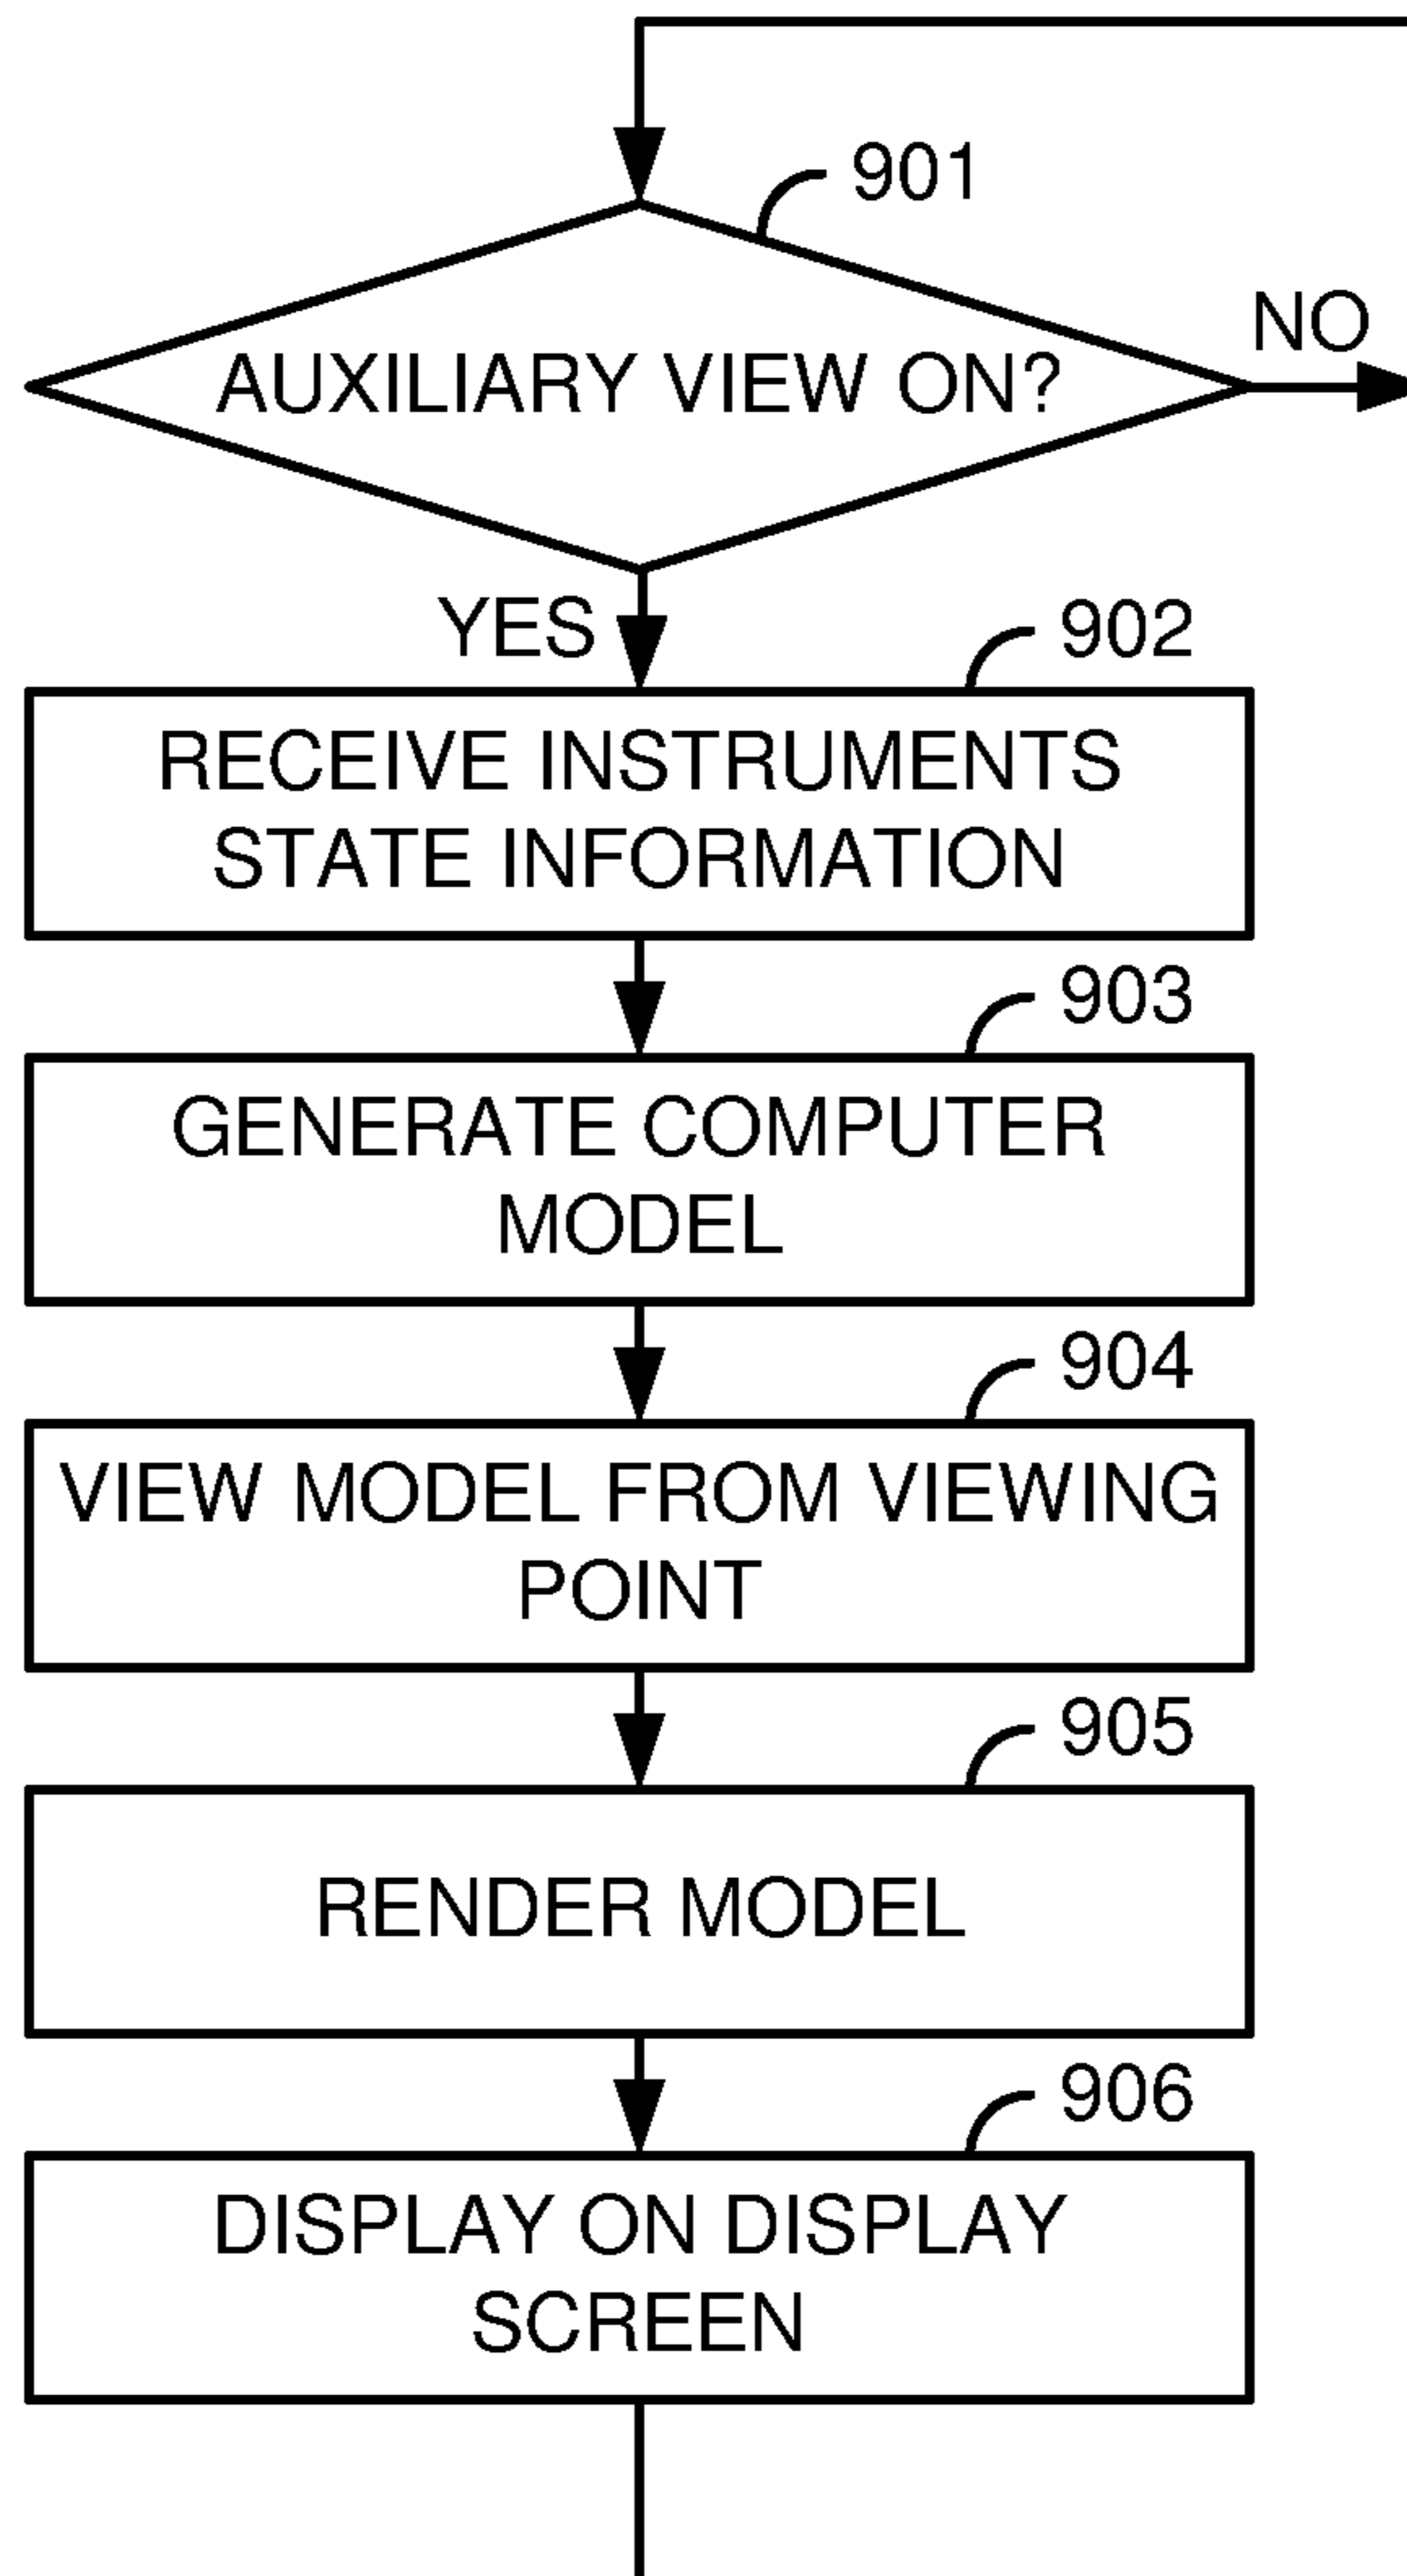 901
AUXILIARY VIEW ON?
NO
YES
902
RECEIVE INSTRUMENTS
STATE INFORMATION
903
GENERATE COMPUTER
MODEL
904
VIEW MODEL FROM VIEWING
POINT
905
RENDER MODEL
906
DISPLAY ON DISPLAY
SCREEN